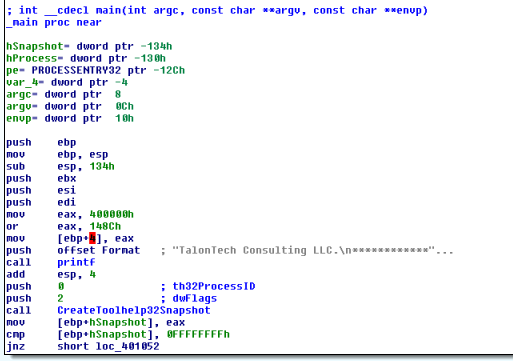 ; int __cdecl main(int argc, const char **argv, const char **envp)
_main proc near
hSnapshot= dword ptr -134h
hProcess= dword ptr -130h
pe= PROCESSENTRY32 ptr -12Ch
var_4= dword ptr -4
argc= dword ptr  8
argv= dword ptr  0Ch
envp= dword ptr  10h
push    ebp
mov     ebp, esp
sub     esp, 134h
push    ebx
push    esi
push    edi
mov     eax, 400000h
or      eax, 148Ch
mov     [ebp+4], eax
push    offset Format   ; "TalonTech Consulting LLC.\n************"...
call    printf
add     esp, 4
push    0               ; th32ProcessID
push    2               ; dwFlags
call    CreateToolhelp32Snapshot
mov     [ebp+hSnapshot], eax
cmp     [ebp+hSnapshot], 0FFFFFFFFh
jnz     short loc_401052